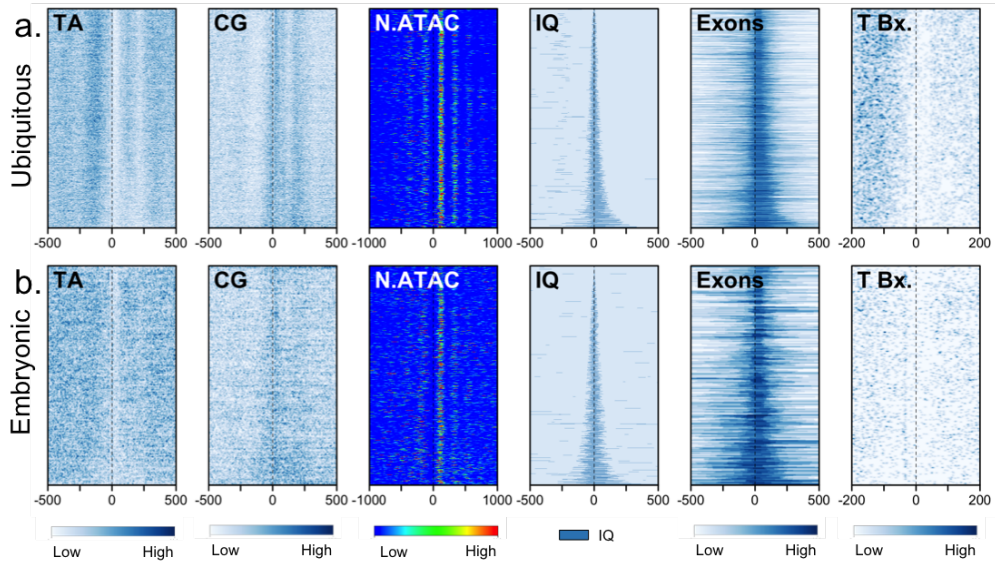 a.
Ubiquitous
TA CG N.ATAC IQ Exons T Bx.
-500 0 500 -500 0 500 -1000 0 1000 -500 0 500 -500 0 500 -200 0 200
b.
Embryonic
TA CG N.ATAC IQ Exons T Bx.
-500 0 500 -500 0 500 -1000 0 1000 -500 0 500 -500 0 500 -200 0 200
Low High Low High Low High IQ Low High Low High